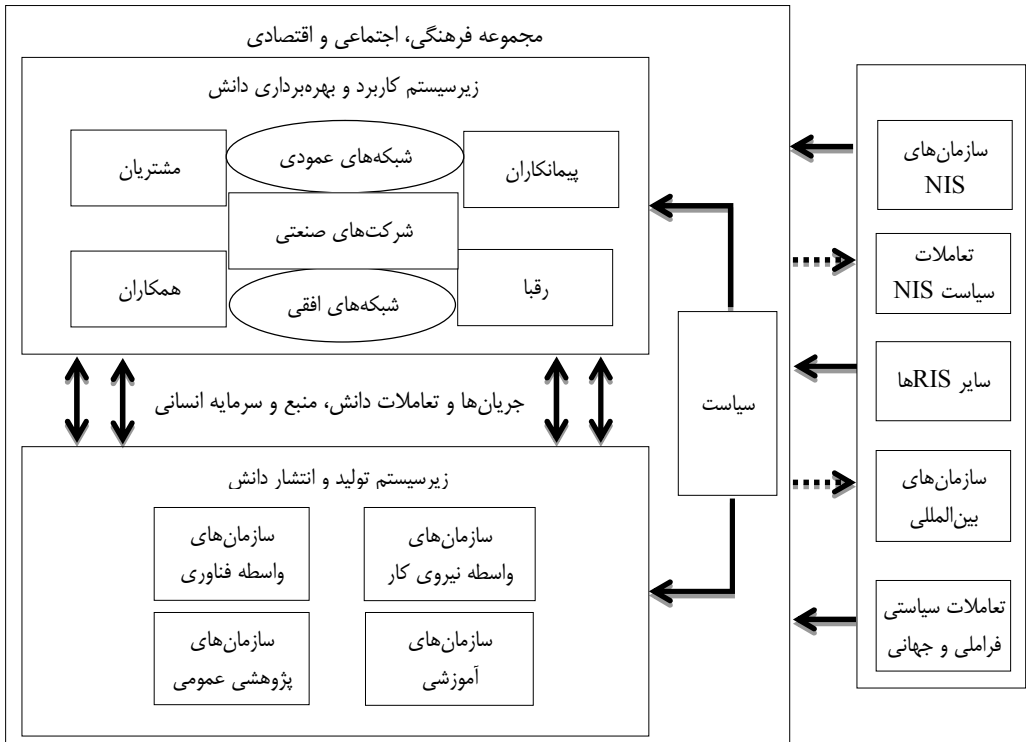 مجموعه فرهنگی، اجتماعی و اقتصادی
زیرسیستم کاربرد و بهره‌برداری دانش
پیمانکاران
شبکه‌های عمودی
مشتریان
شرکت‌های صنعتی
رقبا
شبکه‌های افقی
همکاران
جریان‌ها و تعاملات دانش، منبع و سرمایه انسانی
زیرسیستم تولید و انتشار دانش
سازمان‌های
واسطه نیروی کار
سازمان‌های
واسطه فناوری
سازمان‌های
آموزشی
سازمان‌های
پژوهشی عمومی
سیاست
سازمان‌های
NIS
تعاملات
سیاست NIS
سایر RISها
سازمان‌های
بین‌المللی
تعاملات سیاستی
فراملی و جهانی